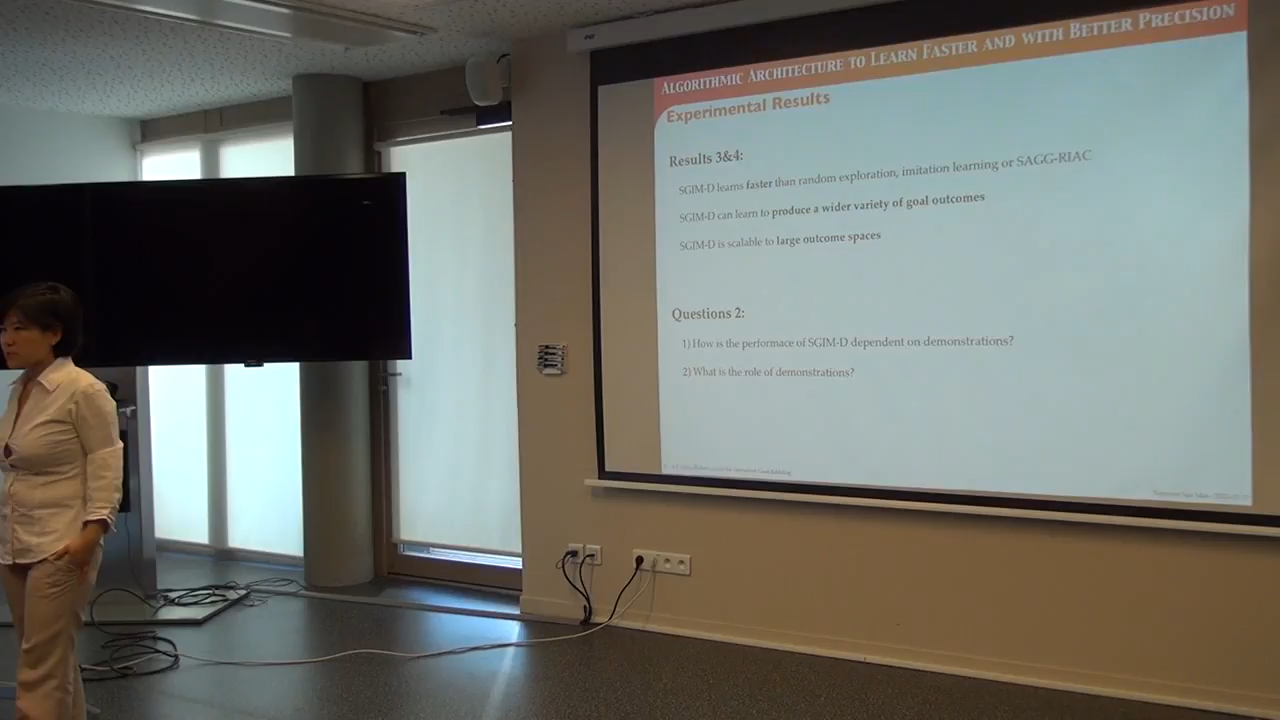 ALGORITHMIC ARCHITECTURE TO LEARN FASTER AND WITH BETTER PRECISION
Experimental Results
Results 3&4:
SGIM-D learns faster than random exploration, imitation learning or SAGG-RIAC
SGIM-D can learn to produce a wider variety of goal outcomes
SGIM-D is scalable to large outcome spaces
Questions 2:
1) How is the performace of SGIM-D dependent on demonstrations?
2) What is the role of demonstrations?